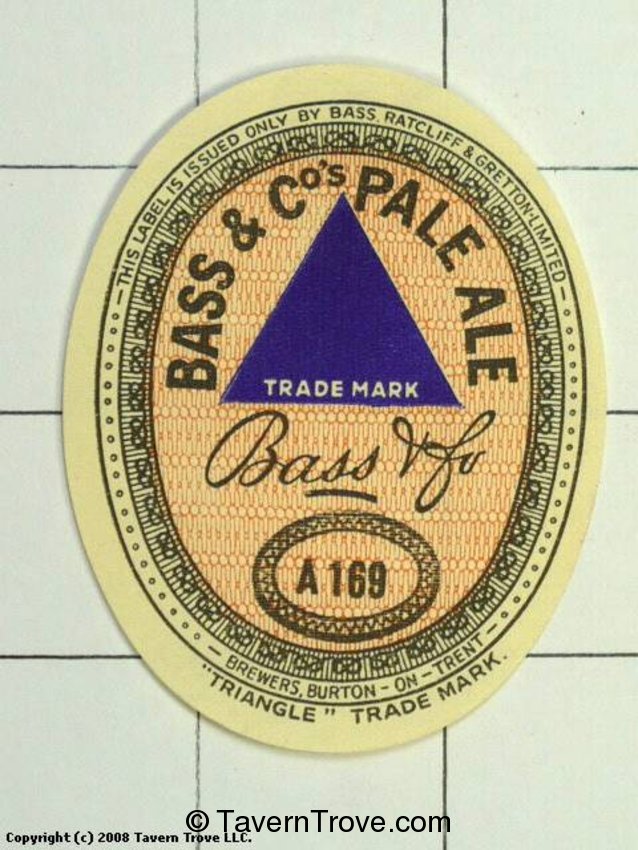 — THIS LABEL IS ISSUED ONLY BY BASS, RATCLIFF & GRETTON·LIMITED —
BASS & Co's PALE ALE
TRADE MARK
Bass & Co
A 169
— BREWERS, BURTON - ON - TRENT —
"TRIANGLE" TRADE MARK.
© TavernTrove.com
Copyright (c) 2008 Tavern Trove LLC.